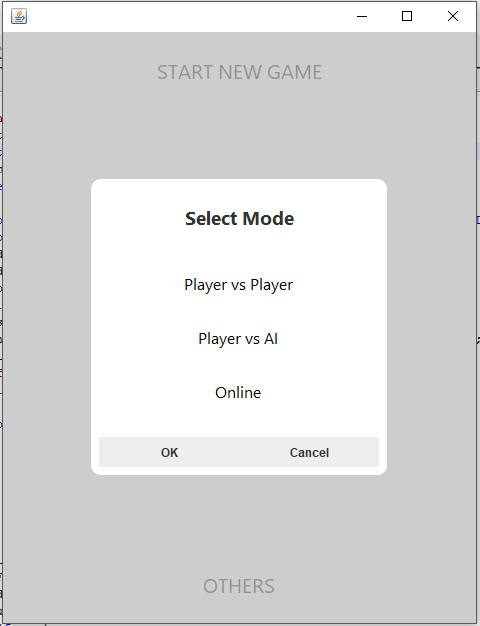 START NEW GAME
Select Mode
Player vs Player
Player vs AI
Online
OK Cancel
OTHERS